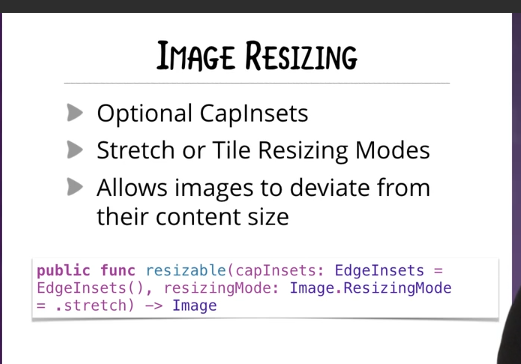 Image Resizing
Optional CapInsets
Stretch or Tile Resizing Modes
Allows images to deviate from
their content size
public func resizable(capInsets: EdgeInsets =
EdgeInsets(), resizingMode: Image.ResizingMode
= .stretch) -> Image